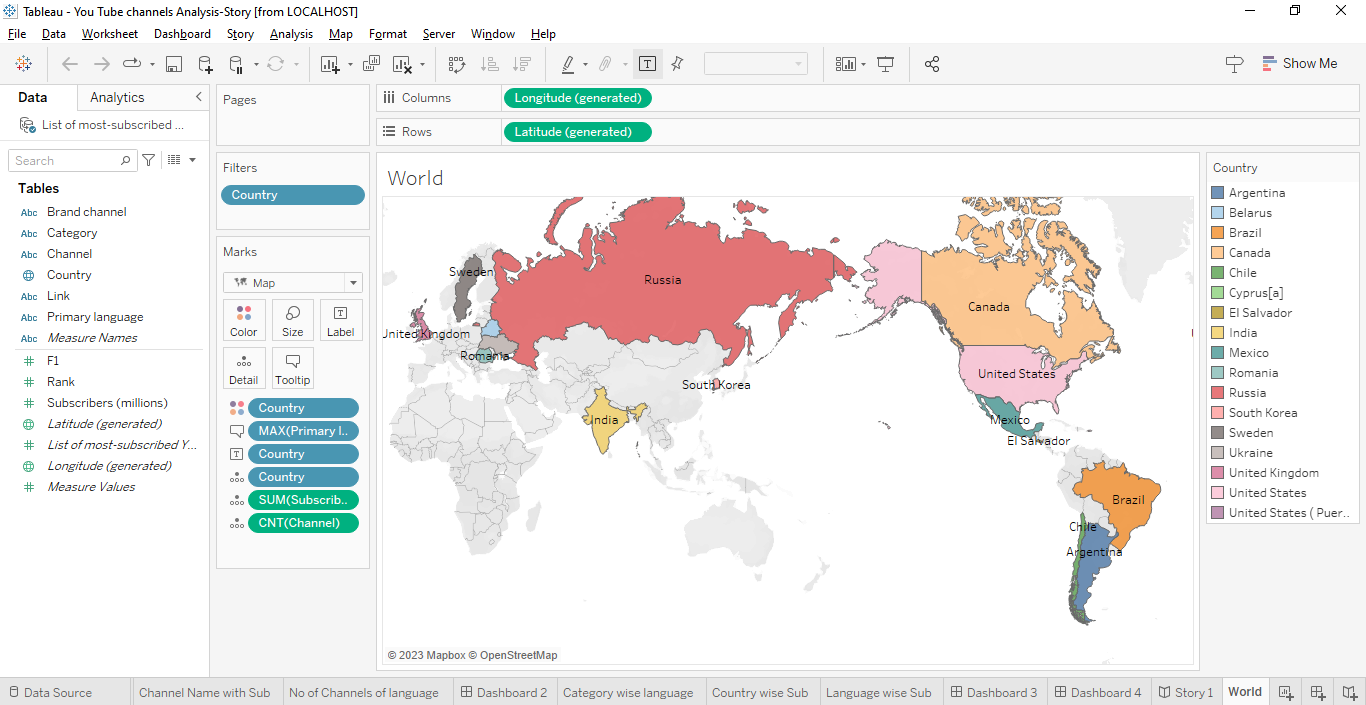 Tableau - You Tube channels Analysis-Story [from LOCALHOST]
File Data Worksheet Dashboard Story Analysis Map Format Server Window Help
Show Me
Data Analytics
List of most-subscribed ...
Search
Tables
Abc Brand channel
Abc Category
Abc Channel
Country
Abc Link
Abc Primary language
Abc Measure Names
F1
Rank
Subscribers (millions)
Latitude (generated)
List of most-subscribed Y...
Longitude (generated)
Measure Values
Pages
Filters
Country
Marks
Map
Color Size Label
Detail Tooltip
Country
MAX(Primary l..
Country
Country
SUM(Subscrib..
CNT(Channel)
Columns Longitude (generated)
Rows Latitude (generated)
World
Sweden
Russia
Canada
United Kingdom
Romania
United States
South Korea
India
Mexico
El Salvador
Brazil
Chile
Argentina
© 2023 Mapbox © OpenStreetMap
Country
Argentina
Belarus
Brazil
Canada
Chile
Cyprus[a]
El Salvador
India
Mexico
Romania
Russia
South Korea
Sweden
Ukraine
United Kingdom
United States
United States ( Puer..
Data Source Channel Name with Sub No of Channels of language Dashboard 2 Category wise language Country wise Sub Language wise Sub Dashboard 3 Dashboard 4 Story 1 World